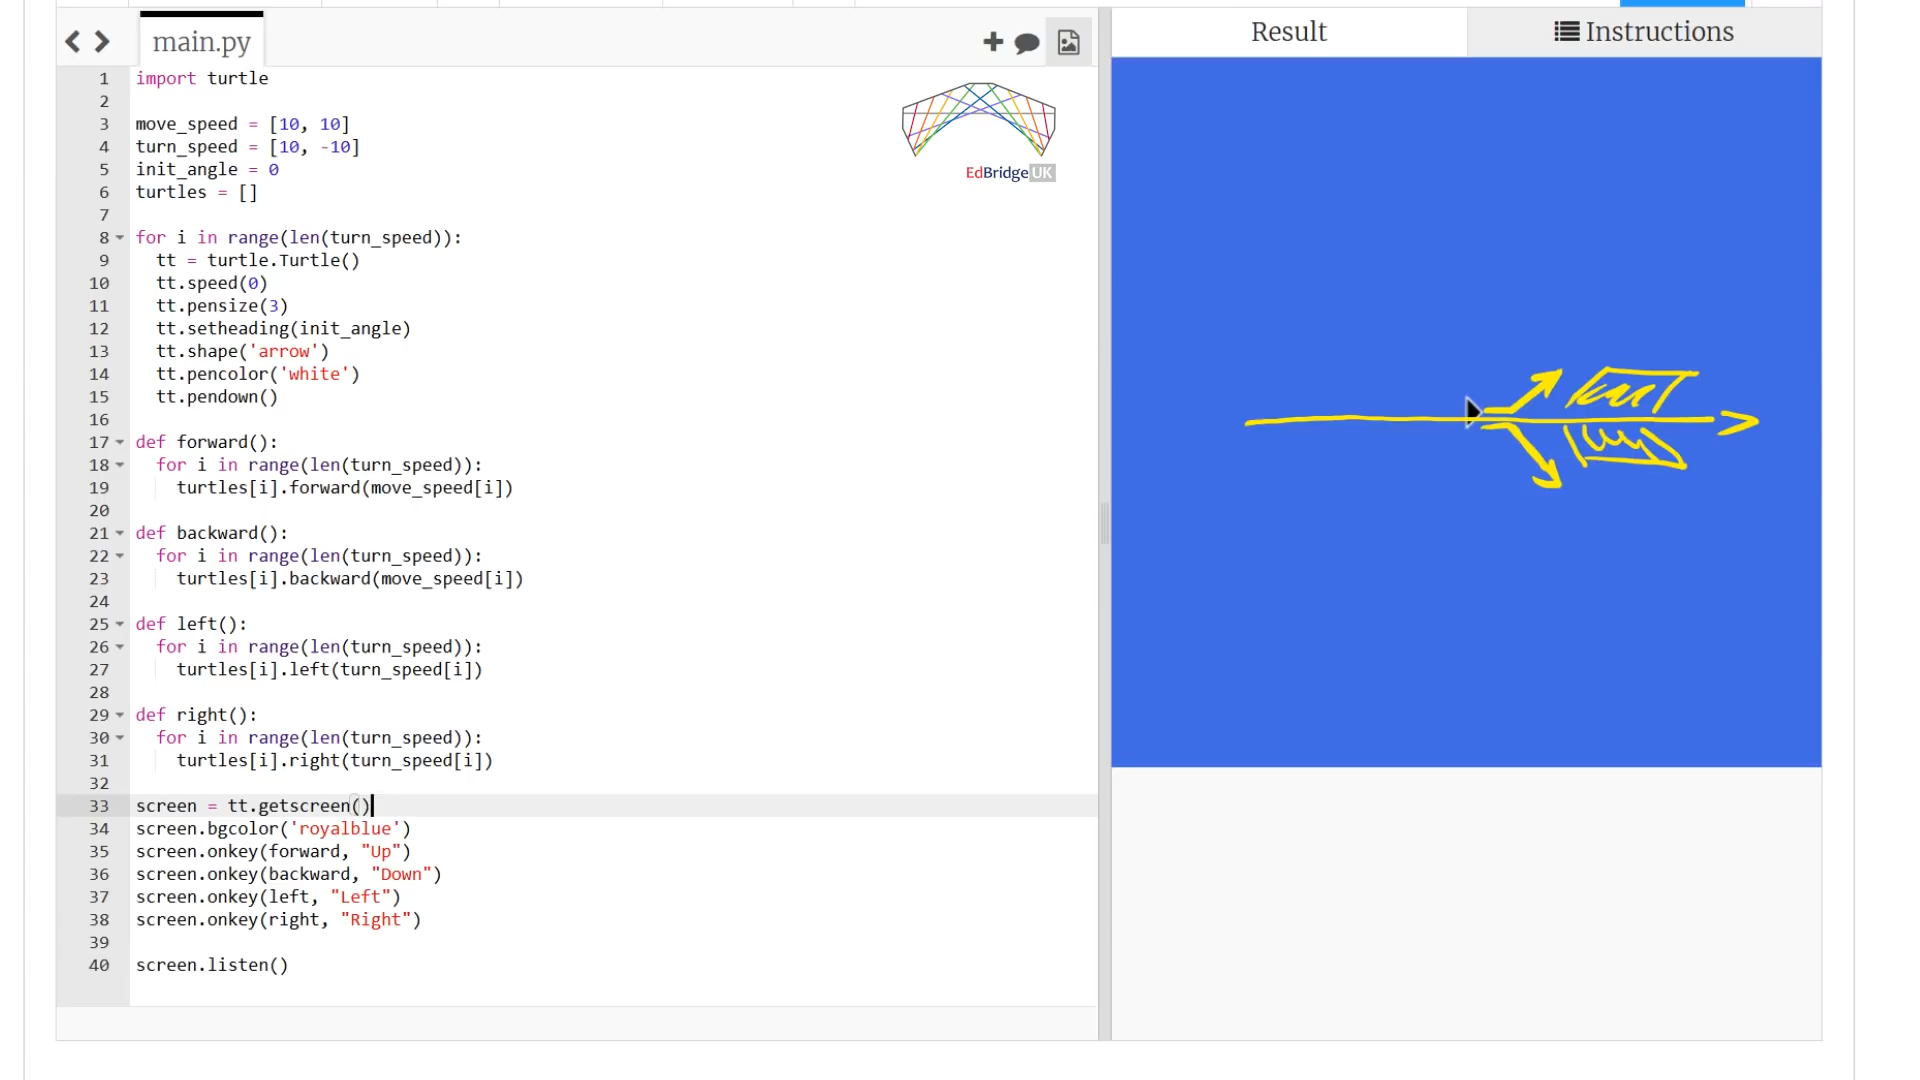 main.py
Result
Instructions
1 import turtle
2
3 move_speed = [10, 10]
4 turn_speed = [10, -10]
5 init_angle = 0
6 turtles = []
7
8 for i in range(len(turn_speed)):
9 tt = turtle.Turtle()
10 tt.speed(0)
11 tt.pensize(3)
12 tt.setheading(init_angle)
13 tt.shape('arrow')
14 tt.pencolor('white')
15 tt.pendown()
16
17 def forward():
18 for i in range(len(turn_speed)):
19 turtles[i].forward(move_speed[i])
20
21 def backward():
22 for i in range(len(turn_speed)):
23 turtles[i].backward(move_speed[i])
24
25 def left():
26 for i in range(len(turn_speed)):
27 turtles[i].left(turn_speed[i])
28
29 def right():
30 for i in range(len(turn_speed)):
31 turtles[i].right(turn_speed[i])
32
33 screen = tt.getscreen()
34 screen.bgcolor('royalblue')
35 screen.onkey(forward, "Up")
36 screen.onkey(backward, "Down")
37 screen.onkey(left, "Left")
38 screen.onkey(right, "Right")
39
40 screen.listen()
EdBridge UK